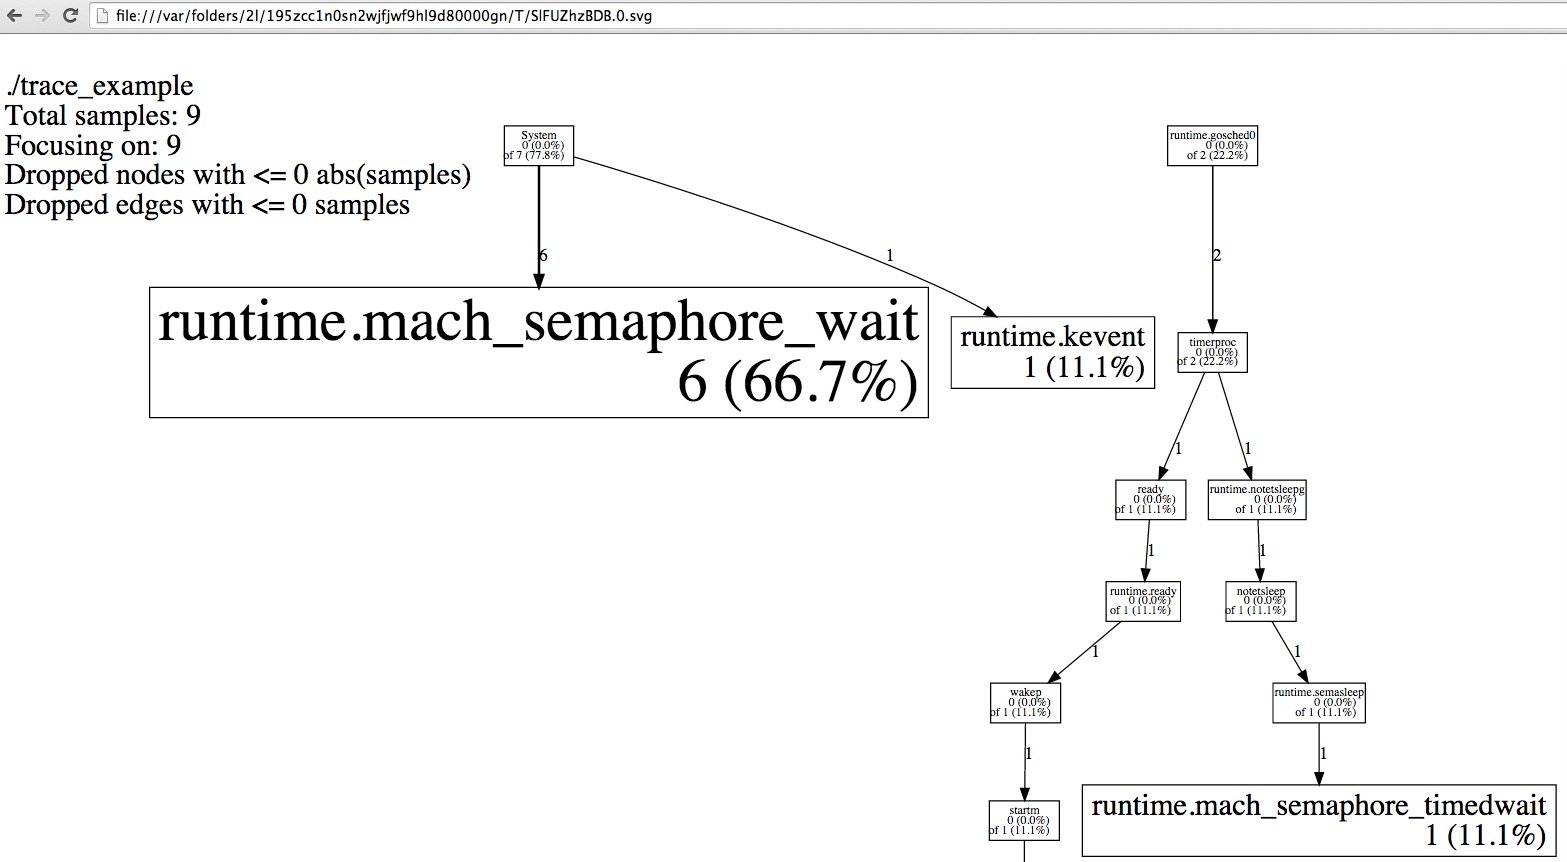 file:///var/folders/2l/195zcc1n0sn2wjfjwf9hl9d80000gn/T/SlFUZhzBDB.0.svg
./trace_example
Total samples: 9
Focusing on: 9
Dropped nodes with <= 0 abs(samples)
Dropped edges with <= 0 samples
System
0 (0.0%)
of 7 (77.8%)
runtime.gosched0
0 (0.0%)
of 2 (22.2%)
6
1
2
runtime.mach_semaphore_wait
6 (66.7%)
runtime.kevent
1 (11.1%)
timerproc
0 (0.0%)
of 2 (22.2%)
1
1
ready
0 (0.0%)
of 1 (11.1%)
runtime.notetsleepg
0 (0.0%)
of 1 (11.1%)
1
1
runtime.ready
0 (0.0%)
of 1 (11.1%)
notetsleep
0 (0.0%)
of 1 (11.1%)
1
1
wakep
0 (0.0%)
of 1 (11.1%)
runtime.semasleep
0 (0.0%)
of 1 (11.1%)
1
1
startm
0 (0.0%)
of 1 (11.1%)
runtime.mach_semaphore_timedwait
1 (11.1%)